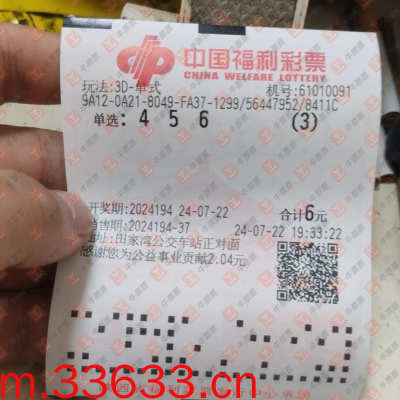 中国福利彩票
CHINA WELFARE LOTTERY
玩法:3D-单式 机号:61010091
9A12-0A21-8049-FA37-1299/56447952/8411C
单选: 4 5 6 (3)
开奖期:2024194 24-07-22 合计6元
销售期:2024194-37 24-07-22 19:33:22
地址:田家湾公交车站正对面
感谢您为公益事业贡献2.04元
m.33633.cn